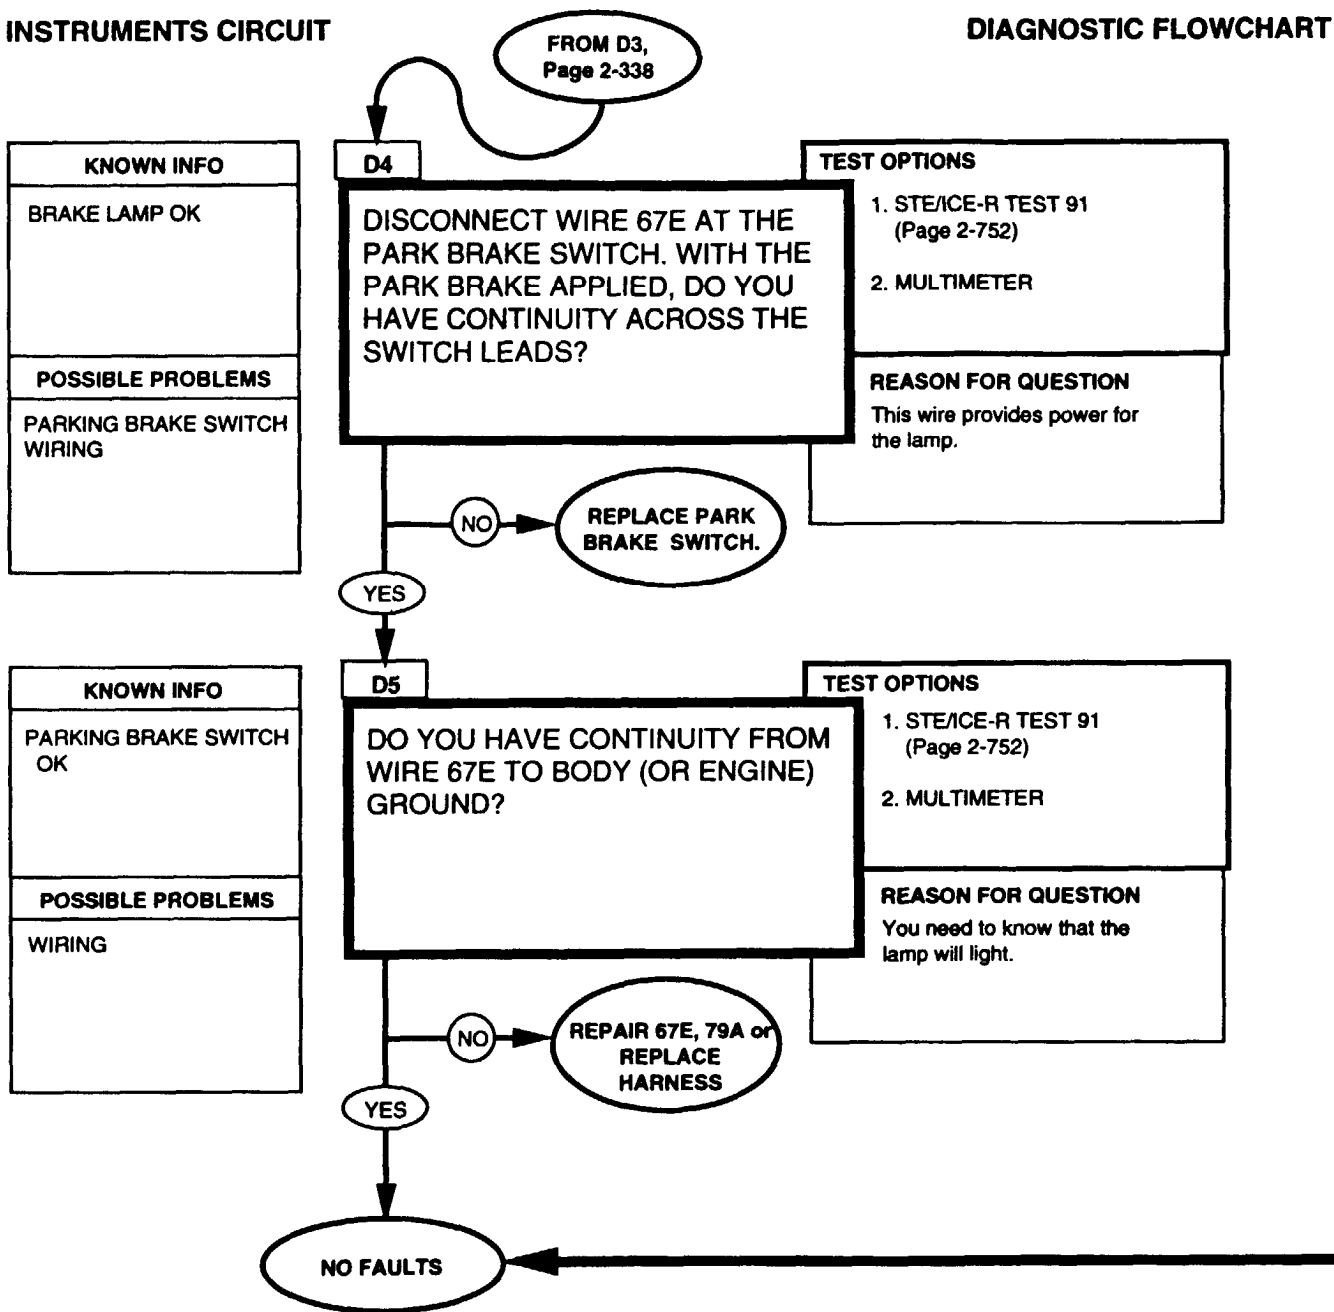 INSTRUMENTS CIRCUIT
DIAGNOSTIC FLOWCHART
FROM D3,
Page 2-338
KNOWN INFO
BRAKE LAMP OK
POSSIBLE PROBLEMS
PARKING BRAKE SWITCH
WIRING
D4
DISCONNECT WIRE 67E AT THE
PARK BRAKE SWITCH. WITH THE
PARK BRAKE APPLIED, DO YOU
HAVE CONTINUITY ACROSS THE
SWITCH LEADS?
TEST OPTIONS
1. STE/ICE-R TEST 91
(Page 2-752)
2. MULTIMETER
REASON FOR QUESTION
This wire provides power for
the lamp.
NO
REPLACE PARK
BRAKE SWITCH.
YES
KNOWN INFO
PARKING BRAKE SWITCH
OK
POSSIBLE PROBLEMS
WIRING
D5
DO YOU HAVE CONTINUITY FROM
WIRE 67E TO BODY (OR ENGINE)
GROUND?
TEST OPTIONS
1. STE/ICE-R TEST 91
(Page 2-752)
2. MULTIMETER
REASON FOR QUESTION
You need to know that the
lamp will light.
NO
REPAIR 67E, 79A or
REPLACE
HARNESS
YES
NO FAULTS